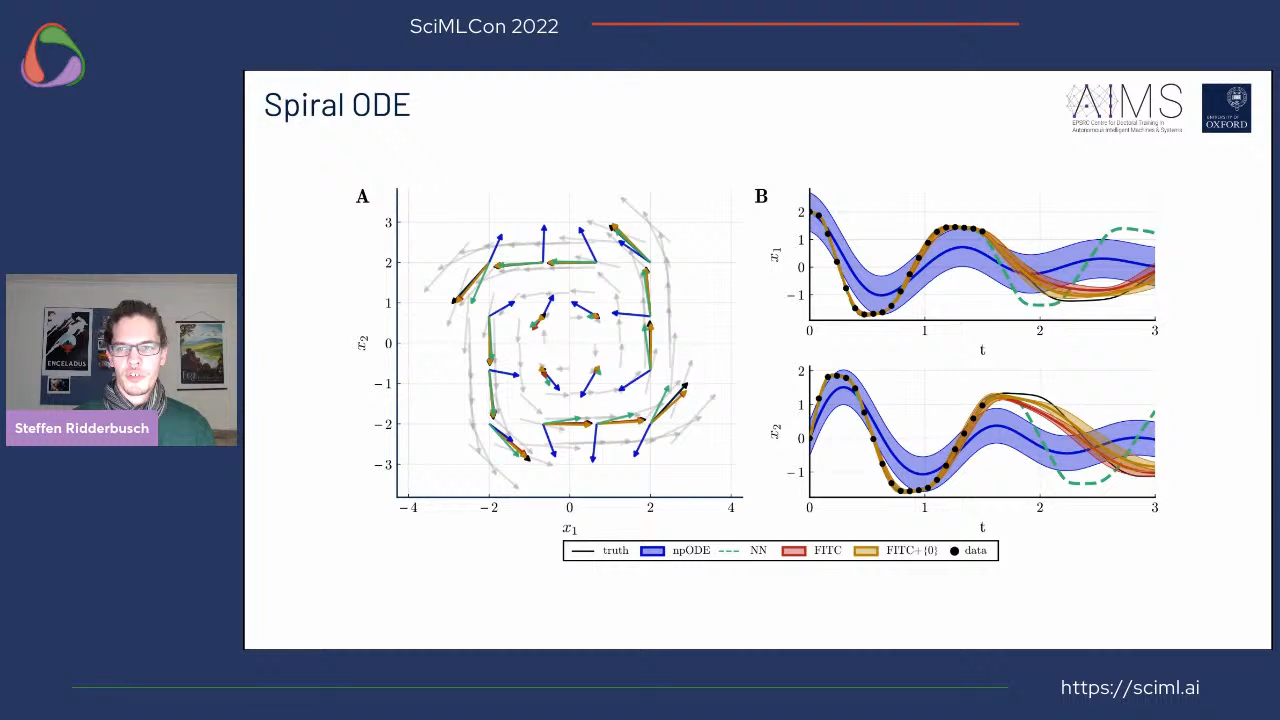 SciMLCon 2022
Spiral ODE
AIMS
EPSRC Centre for Doctoral Training in
Autonomous Intelligent Machines & Systems
UNIVERSITY OF
OXFORD
A
3
2
1
0
−1
−2
−3
x₂
−4
−2
0
2
4
x₁
B
2
1
0
−1
x₁
0
1
2
3
t
2
1
0
−1
x₂
0
1
2
3
t
truth
npODE
NN
FITC
FITC+{0}
data
ENCELADUS
Steffen Ridderbusch
https://sciml.ai